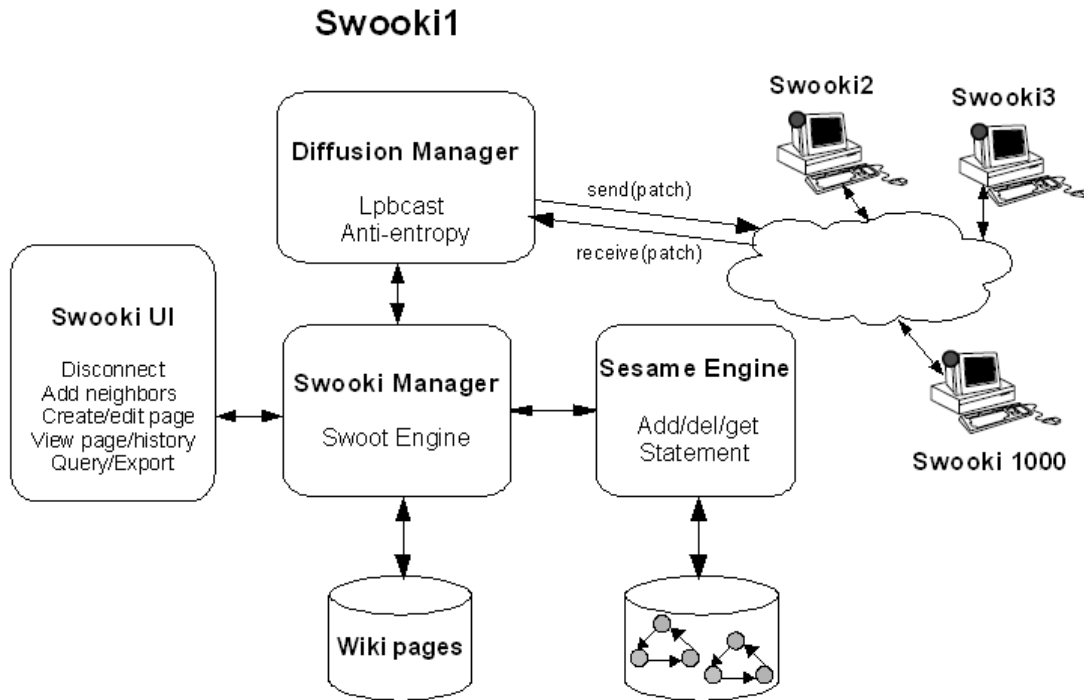 Swooki1
Swooki2
Swooki3
Diffusion Manager
Lpbcast
Anti-entropy
send(patch)
receive(patch)
Swooki UI
Disconnect
Add neighbors
Create/edit page
View page/history
Query/Export
Swooki Manager
Swoot Engine
Sesame Engine
Add/del/get
Statement
Swooki 1000
Wiki pages